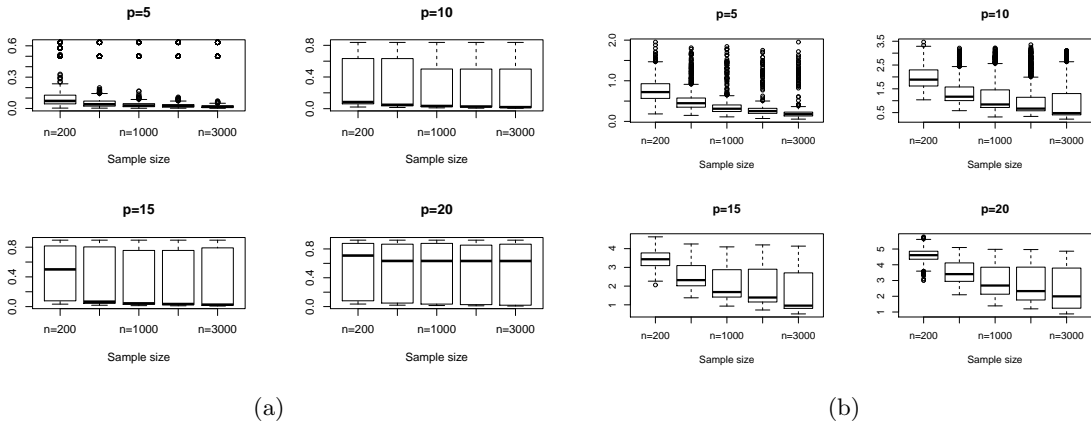 p=5
0.0 0.3 0.6
n=200 n=1000 n=3000
Sample size
p=10
0.0 0.4 0.8
n=200 n=1000 n=3000
Sample size
p=15
0.0 0.4 0.8
n=200 n=1000 n=3000
Sample size
p=20
0.0 0.4 0.8
n=200 n=1000 n=3000
Sample size
(a)
p=5
0.0 1.0 2.0
n=200 n=1000 n=3000
Sample size
p=10
0.5 1.5 2.5 3.5
n=200 n=1000 n=3000
Sample size
p=15
1 2 3 4
n=200 n=1000 n=3000
Sample size
p=20
1 2 3 4 5
n=200 n=1000 n=3000
Sample size
(b)